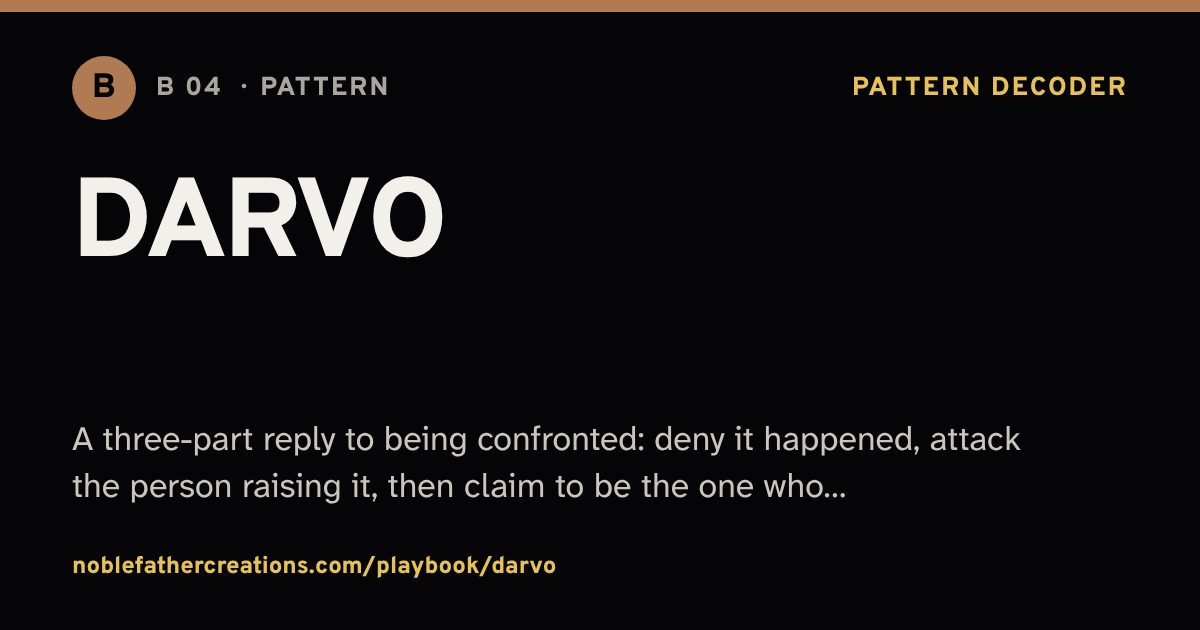 B
B 04 · PATTERN
PATTERN DECODER
DARVO
A three-part reply to being confronted: deny it happened, attack
the person raising it, then claim to be the one who...
noblefathercreations.com/playbook/darvo